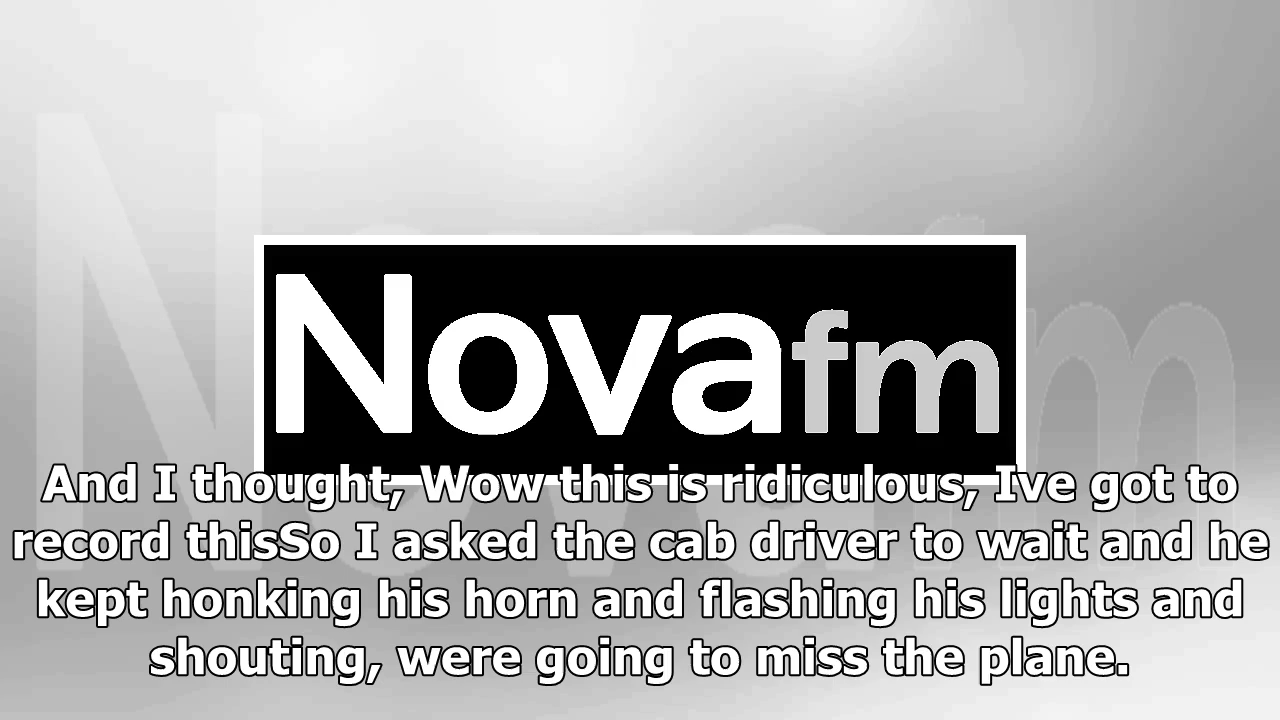 Novafm
And I thought, Wow this is ridiculous, Ive got to
record thisSo I asked the cab driver to wait and he
kept honking his horn and flashing his lights and
shouting, were going to miss the plane.